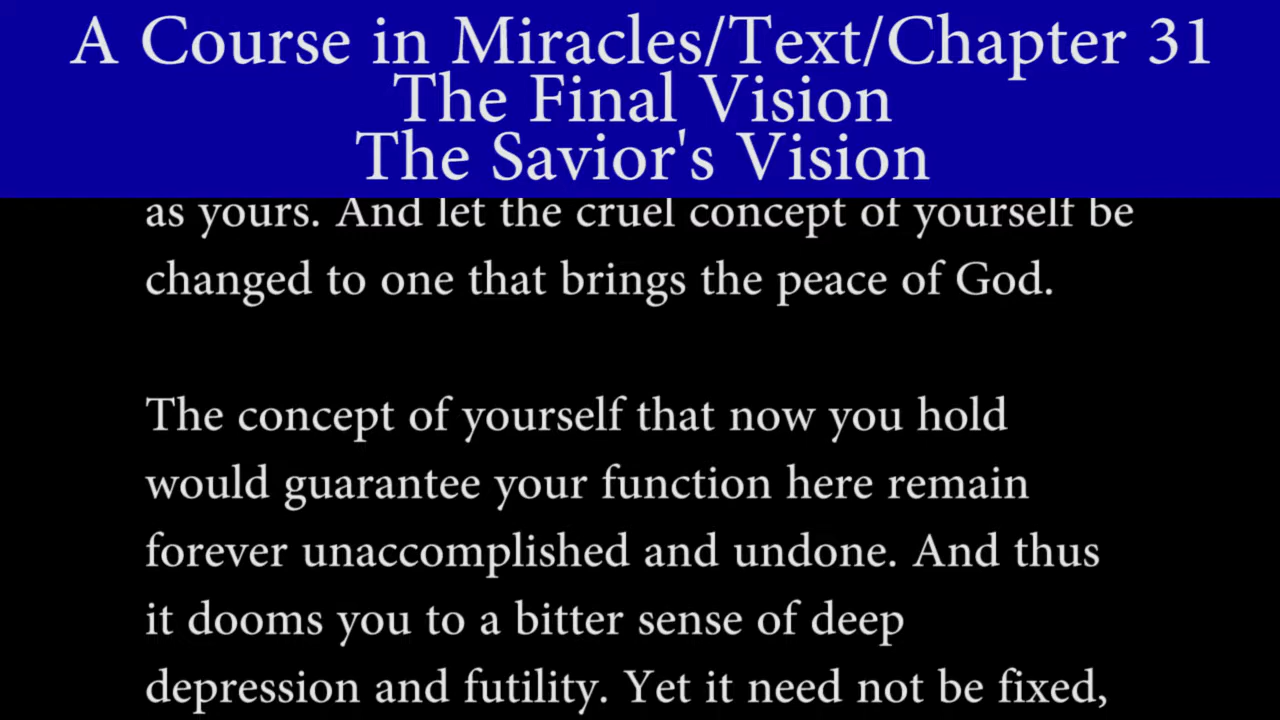 A Course in Miracles/Text/Chapter 31
The Final Vision
The Savior's Vision
as yours. And let the cruel concept of yourself be
changed to one that brings the peace of God.
The concept of yourself that now you hold
would guarantee your function here remain
forever unaccomplished and undone. And thus
it dooms you to a bitter sense of deep
depression and futility. Yet it need not be fixed,